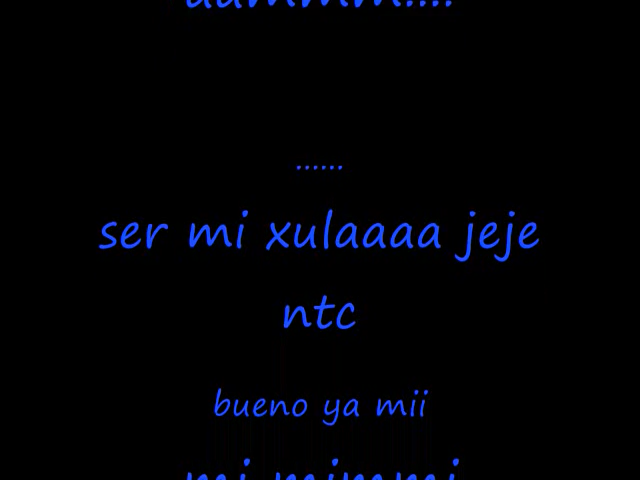 ......
ser mi xulaaaa jeje
ntc
bueno ya mii